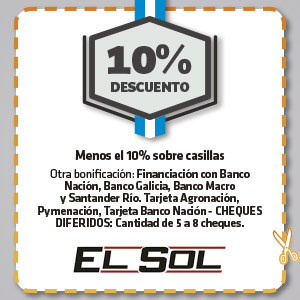 10%
DESCUENTO
Menos el 10% sobre casillas
Otra bonificación: Financiación con Banco
Nación, Banco Galicia, Banco Macro
y Santander Río. Tarjeta Agronación,
Pymenación, Tarjeta Banco Nación - CHEQUES
DIFERIDOS: Cantidad de 5 a 8 cheques.
EL SOL